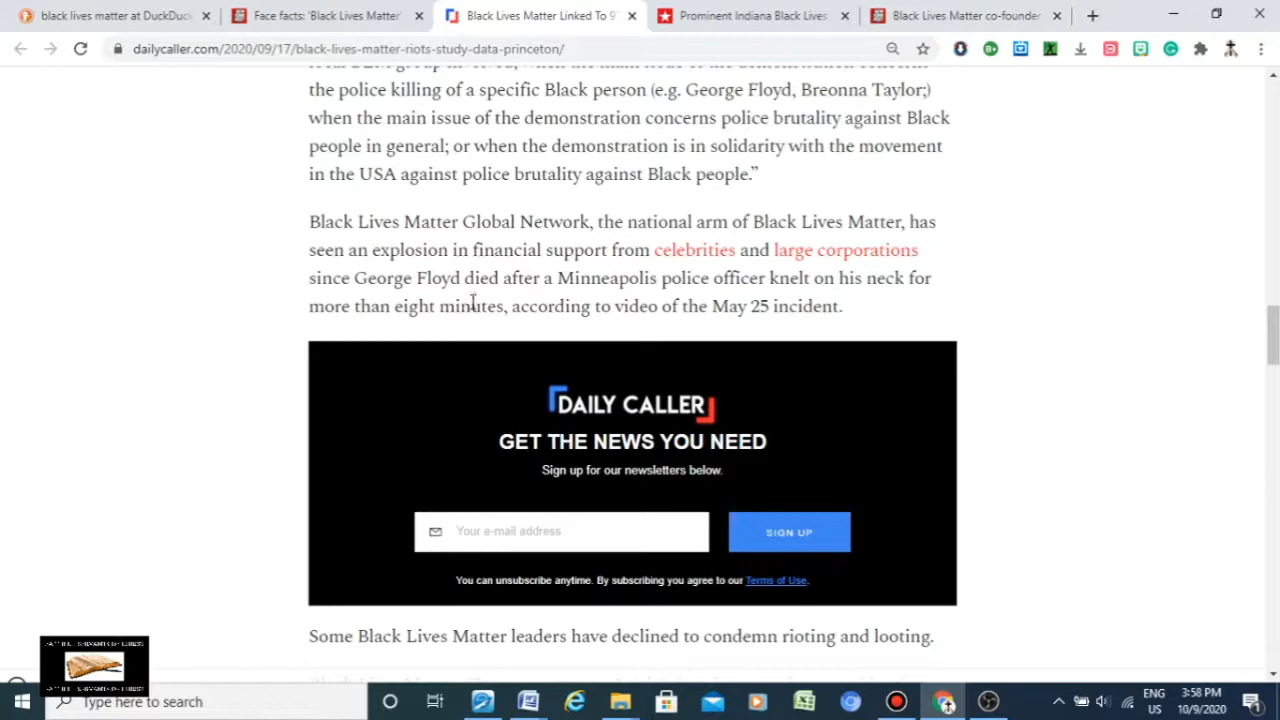 black lives matter at DuckDuc
Face facts: 'Black Lives Matter'
Black Lives Matter Linked To 9
Prominent Indiana Black Lives
Black Lives Matter co-founder
dailycaller.com/2020/09/17/black-lives-matter-riots-study-data-princeton/
the police killing of a specific Black person (e.g. George Floyd, Breonna Taylor;)
when the main issue of the demonstration concerns police brutality against Black
people in general; or when the demonstration is in solidarity with the movement
in the USA against police brutality against Black people.”
Black Lives Matter Global Network, the national arm of Black Lives Matter, has
seen an explosion in financial support from celebrities and large corporations
since George Floyd died after a Minneapolis police officer knelt on his neck for
more than eight minutes, according to video of the May 25 incident.
DAILY CALLER
GET THE NEWS YOU NEED
Sign up for our newsletters below.
Your e-mail address
SIGN UP
You can unsubscribe anytime. By subscribing you agree to our Terms of Use.
Some Black Lives Matter leaders have declined to condemn rioting and looting.
Type here to search
ENG
US
3:58 PM
10/9/2020